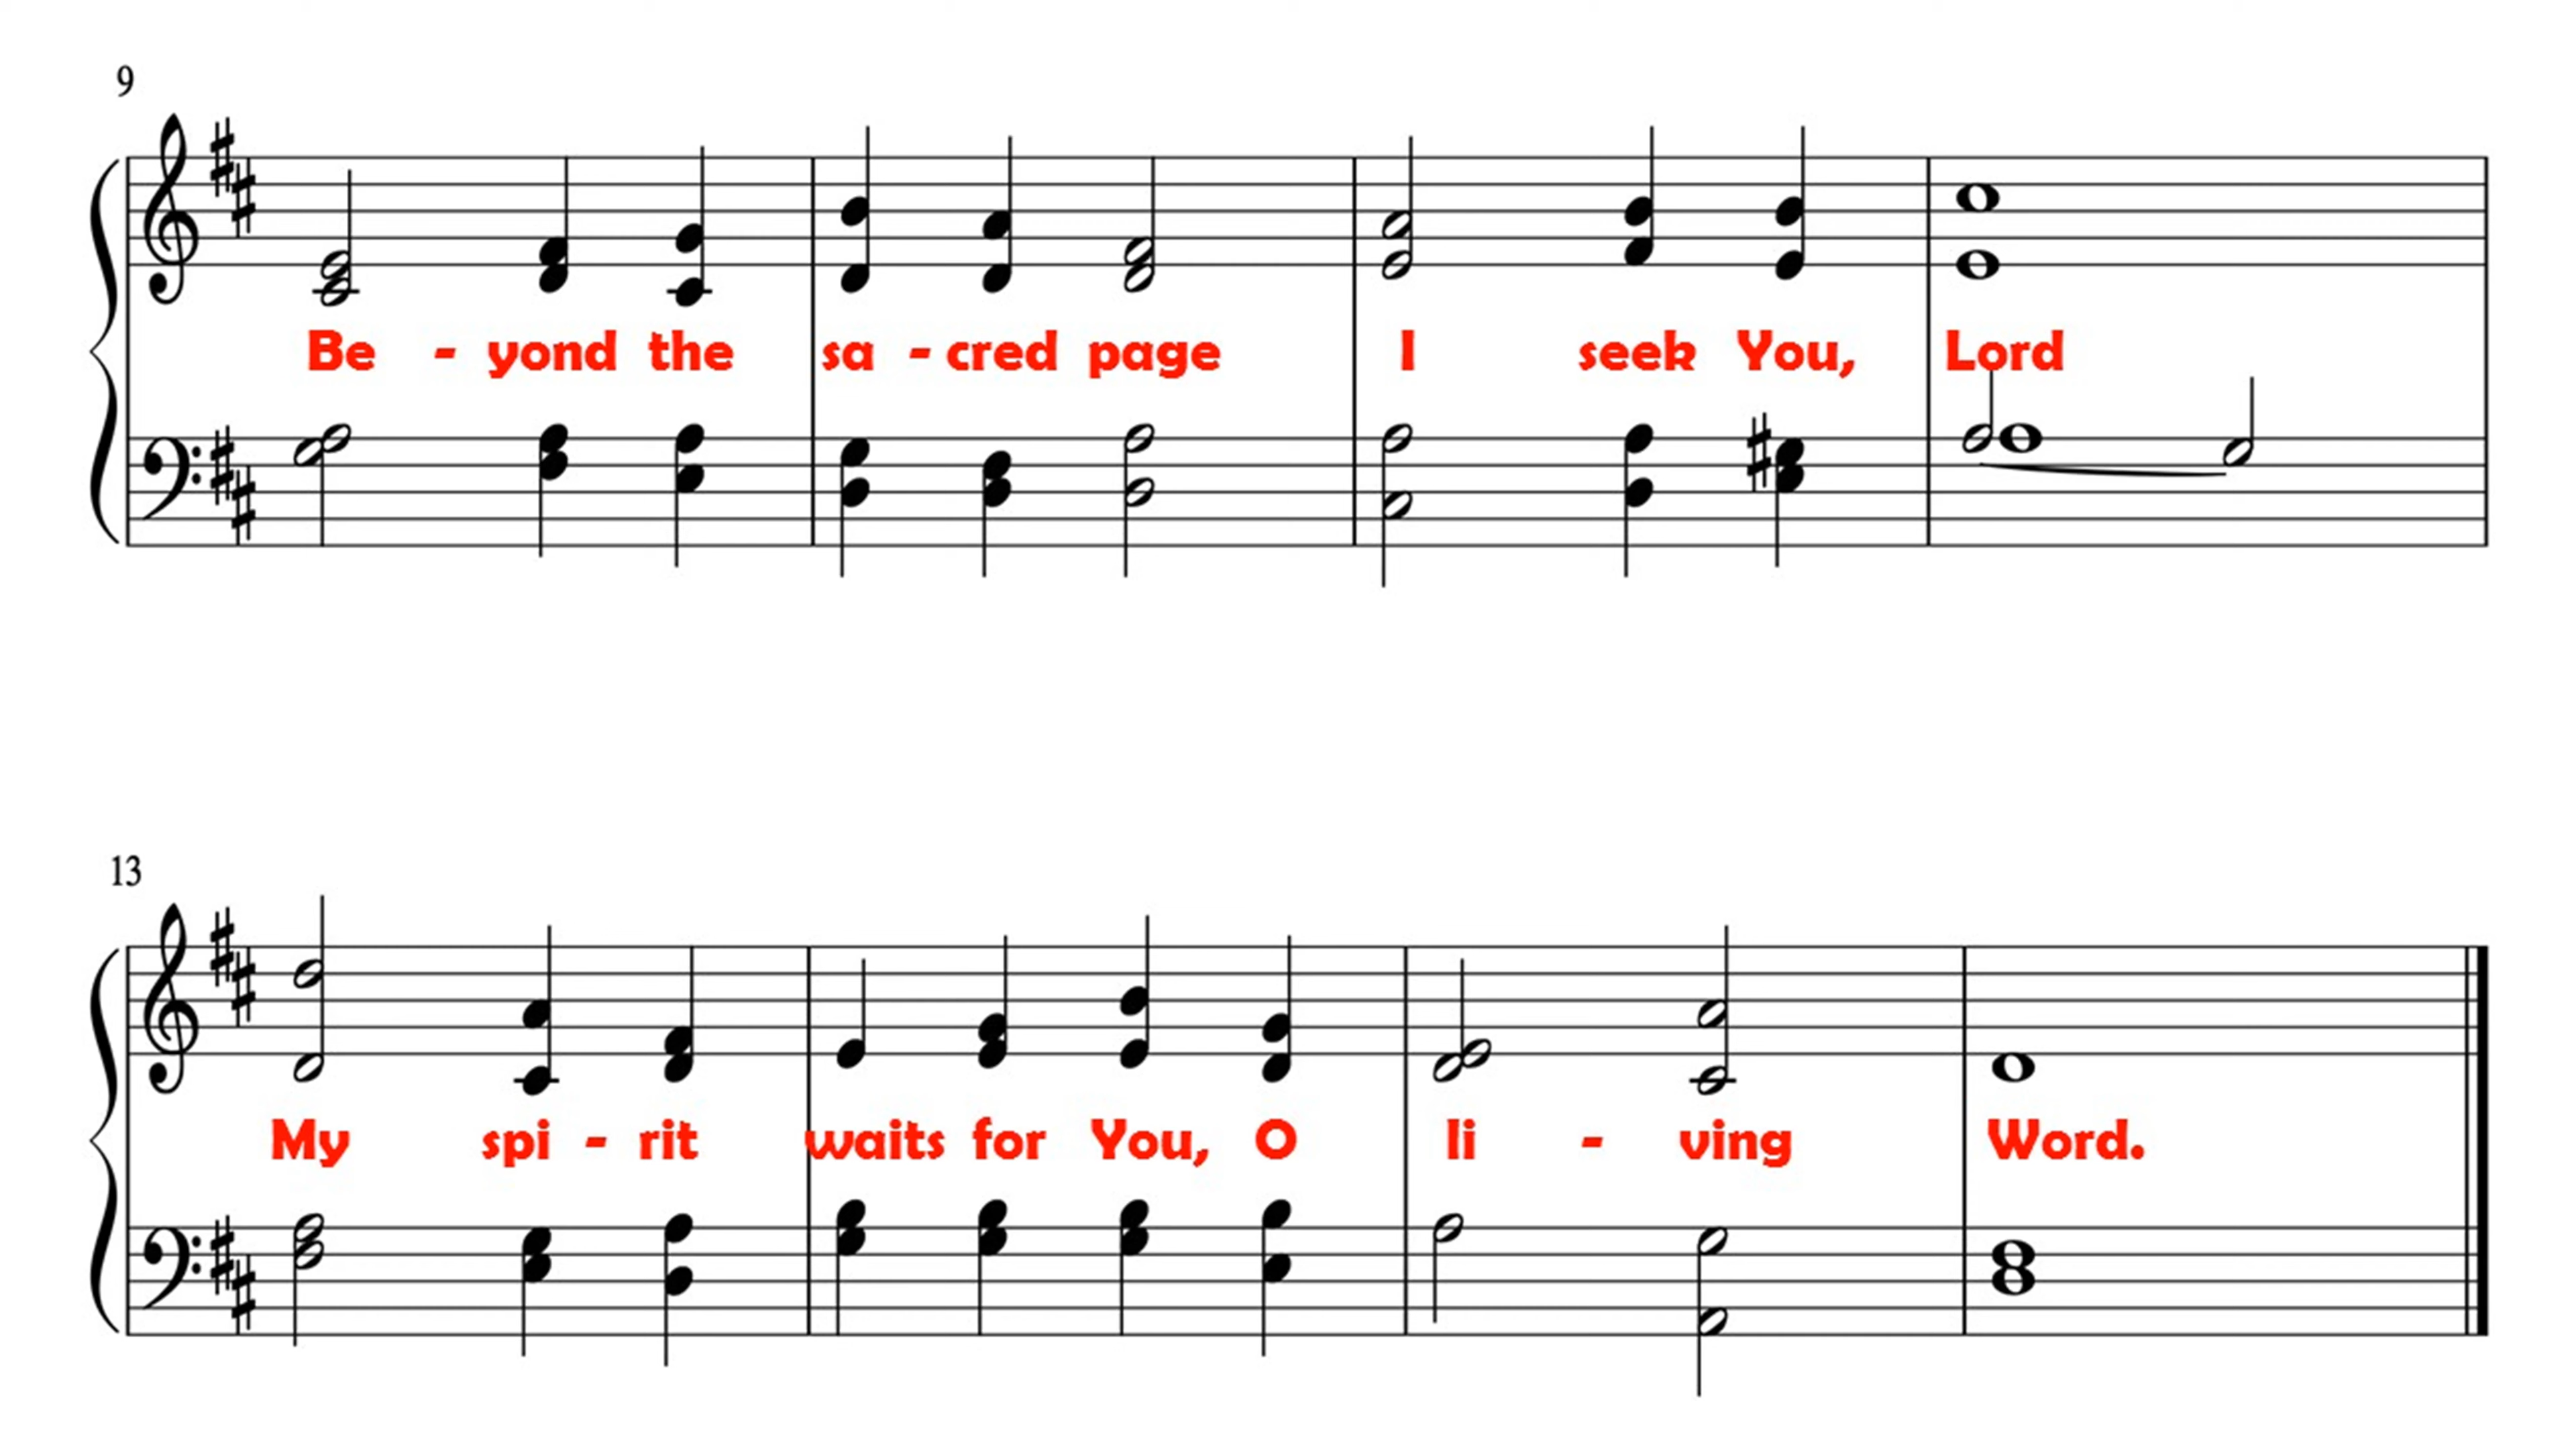 9
Be - yond the sa - cred page I seek You, Lord
13
My spi - rit waits for You, O li - ving Word.